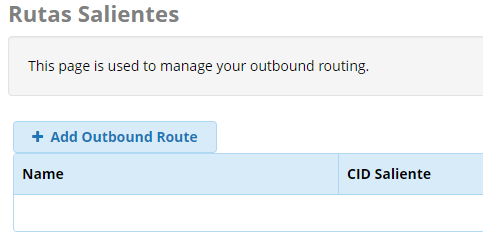 Rutas Salientes
This page is used to manage your outbound routing.
+ Add Outbound Route
Name CID Saliente